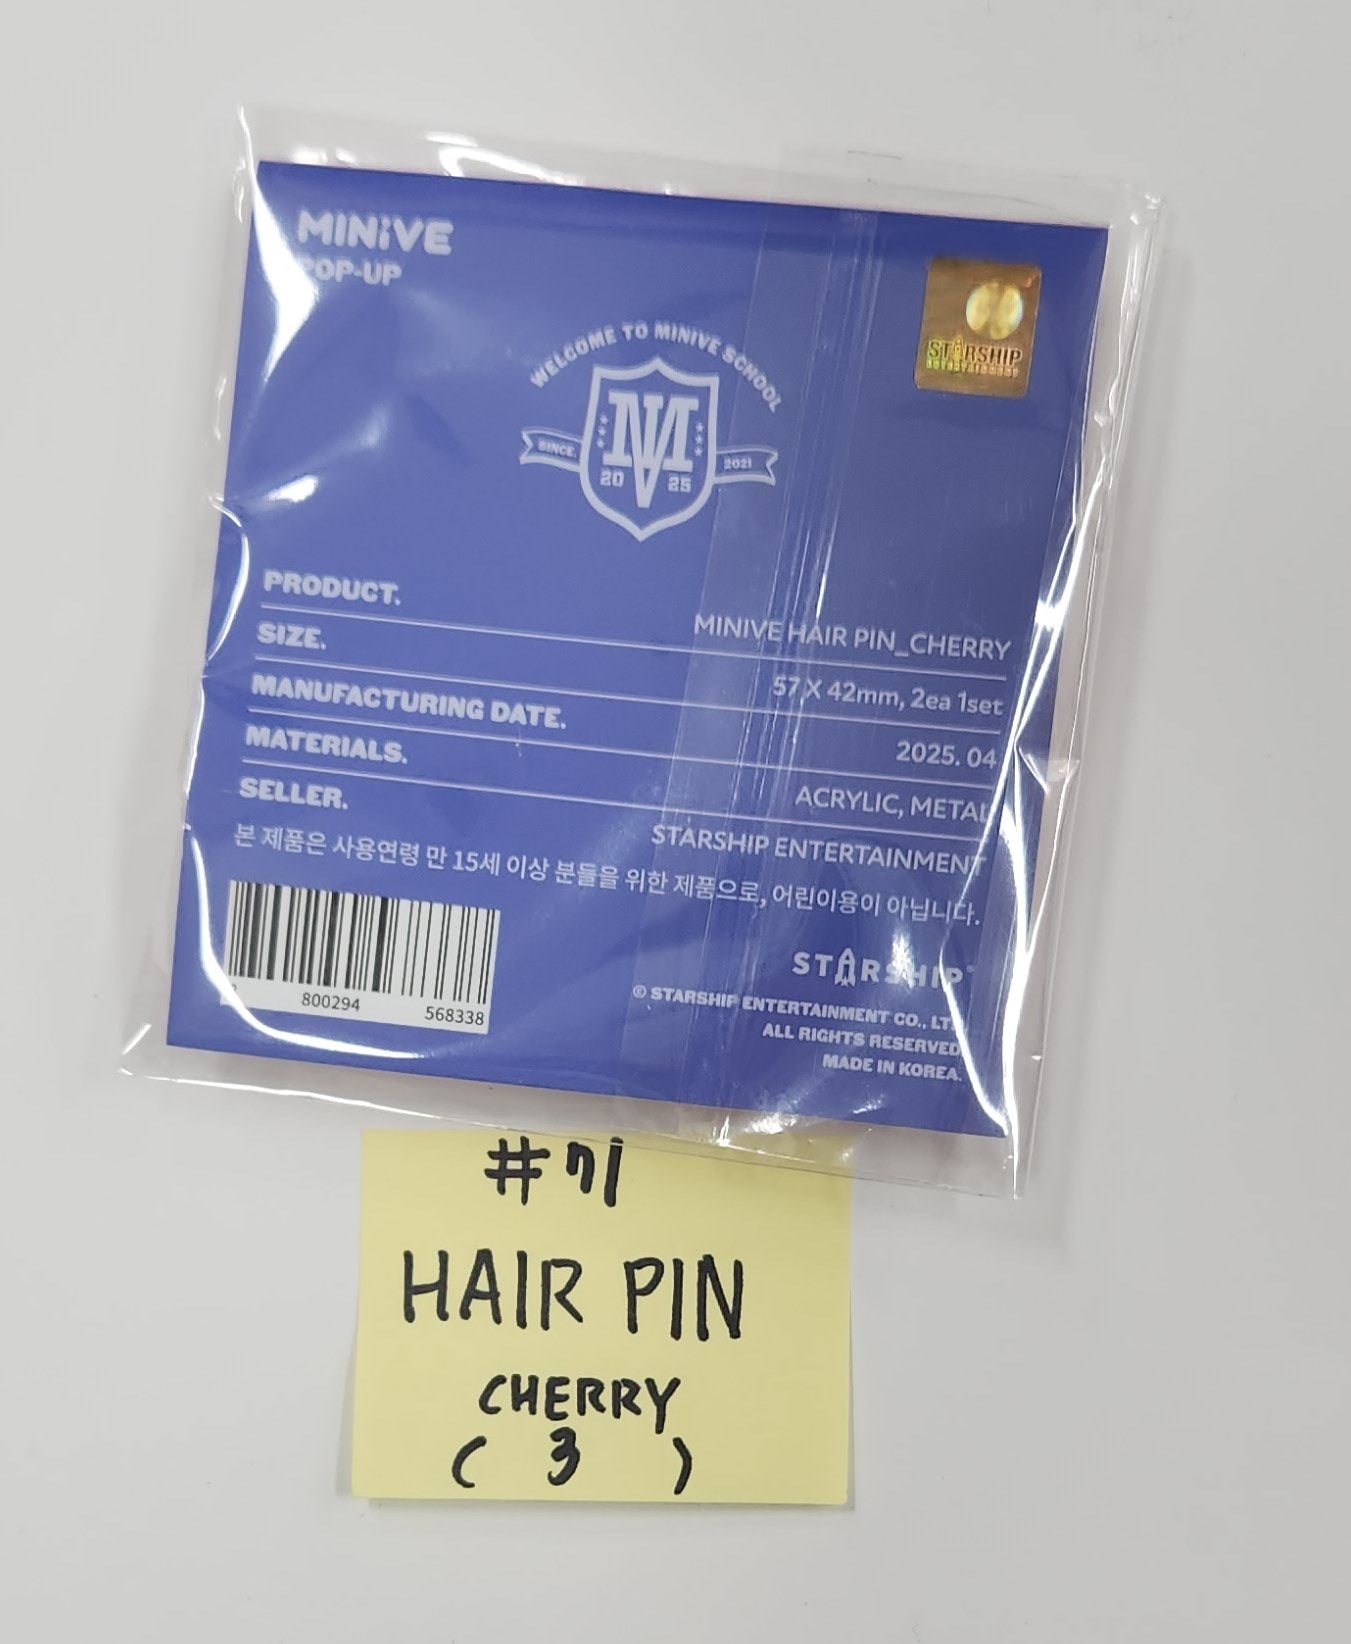 MINiVE
POP-UP
WELCOME TO MINIVE SCHOOL
SINCE. 2021
MV
20 25
STARSHIP
PRODUCT. MINIVE HAIR PIN_CHERRY
SIZE. 57 X 42mm, 2ea 1set
MANUFACTURING DATE. 2025. 04
MATERIALS. ACRYLIC, METAL
SELLER. STARSHIP ENTERTAINMENT
본 제품은 사용연령 만 15세 이상 분들을 위한 제품으로, 어린이용이 아닙니다.
800294 568338
STARSHIP
© STARSHIP ENTERTAINMENT CO., LT
ALL RIGHTS RESERVED
MADE IN KOREA.
#71
HAIR PIN
CHERRY
( 3 )